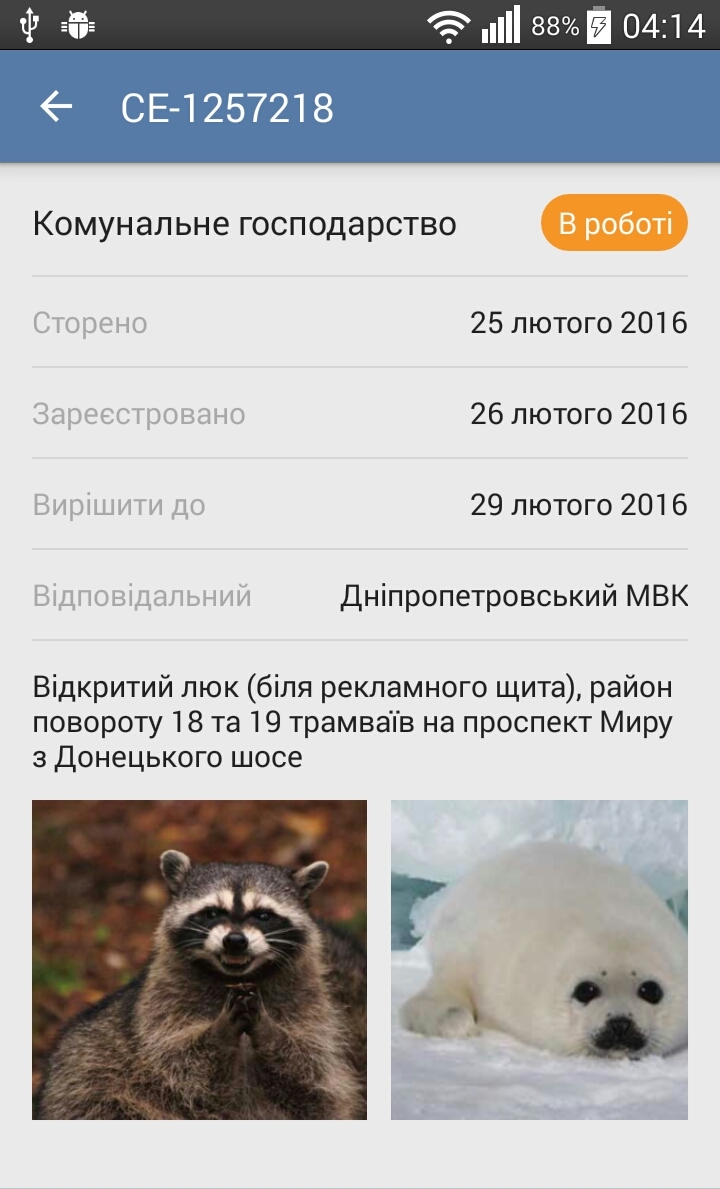 88% 04:14
CE-1257218
Комунальне господарство В роботі
Сторено 25 лютого 2016
Зареєстровано 26 лютого 2016
Вирішити до 29 лютого 2016
Відповідальний Дніпропетровський МВК
Відкритий люк (біля рекламного щита), район
повороту 18 та 19 трамваїв на проспект Миру
з Донецького шосе